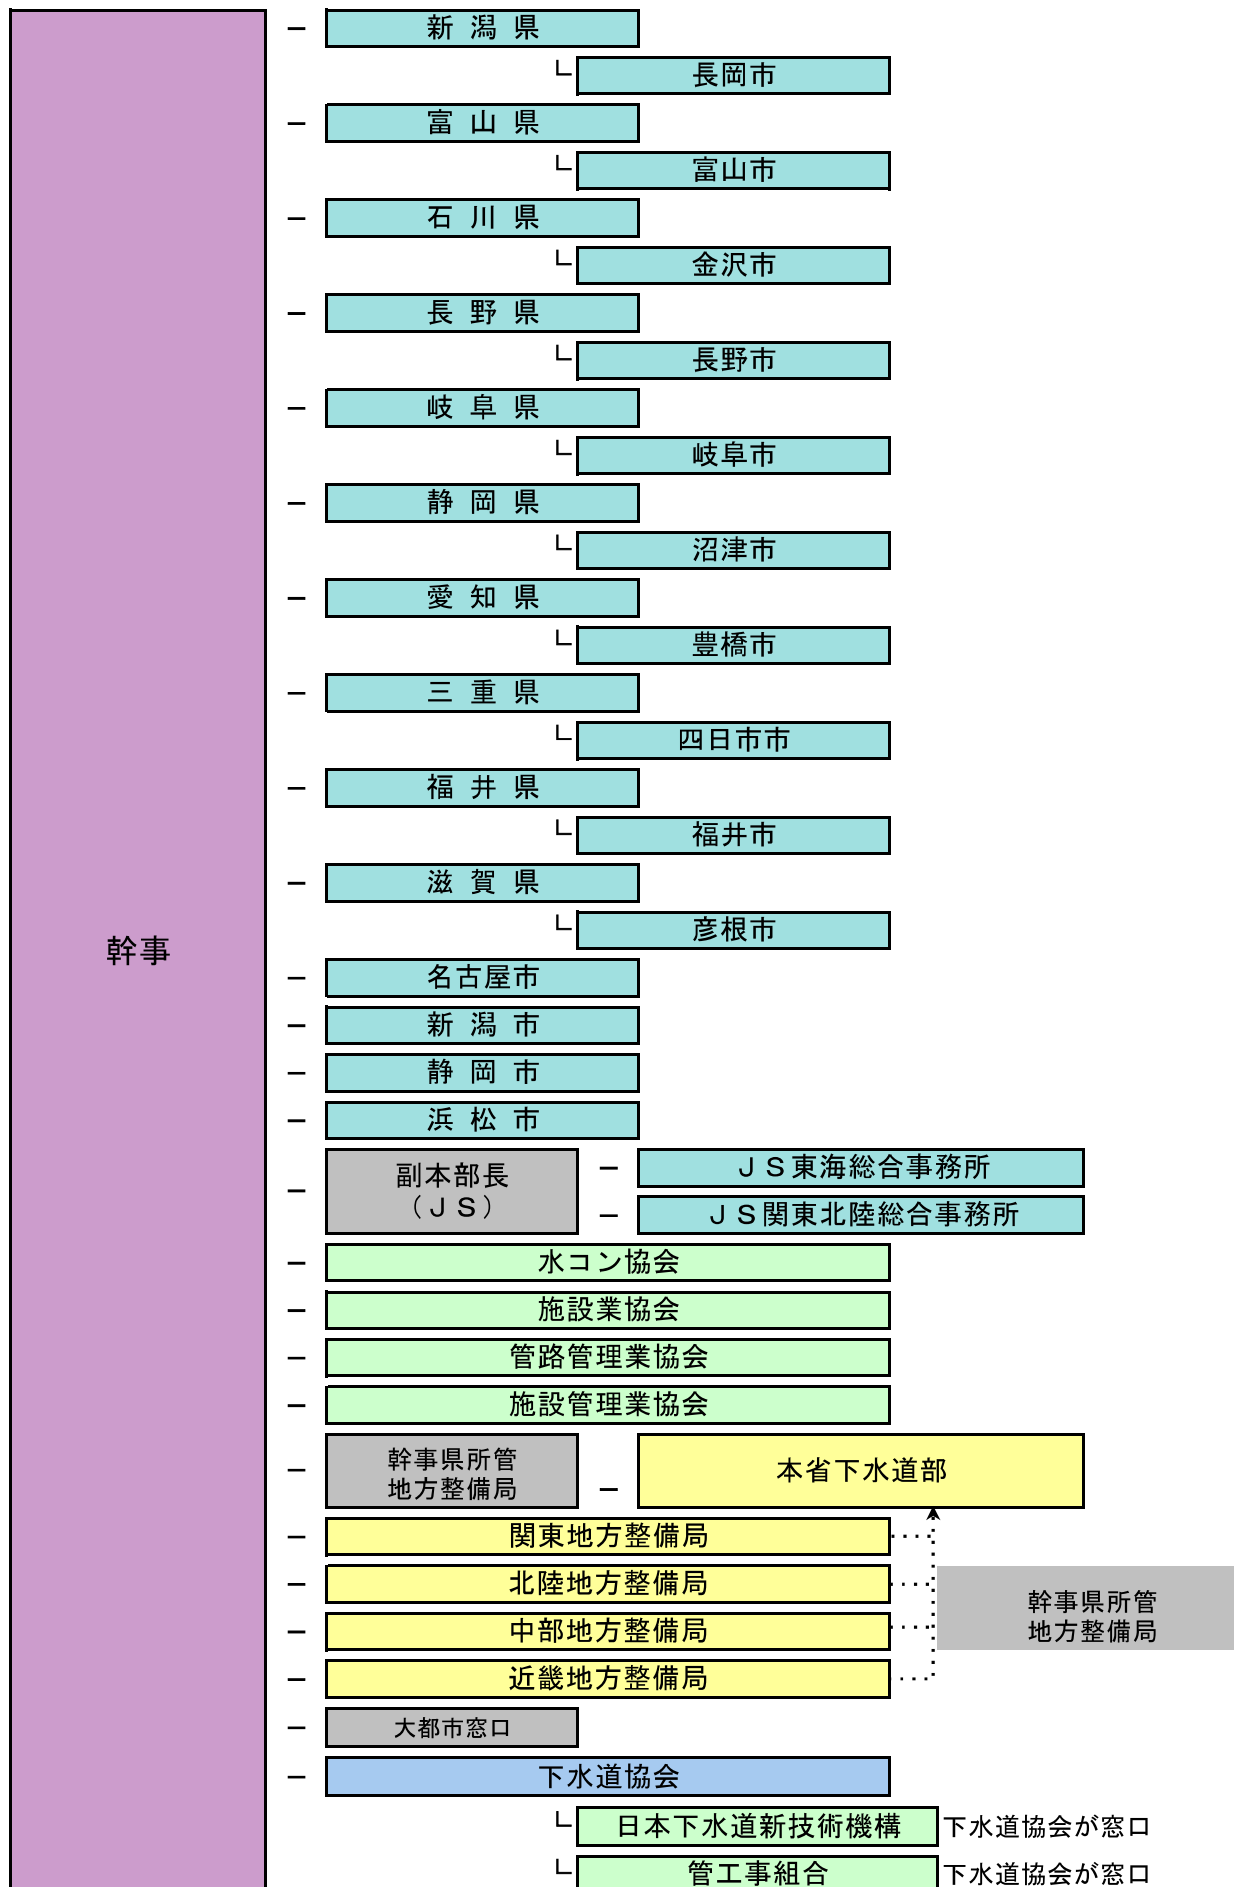 幹事
新潟県
長岡市
富山県
富山市
石川県
金沢市
長野県
長野市
岐阜県
岐阜市
静岡県
沼津市
愛知県
豊橋市
三重県
四日市市
福井県
福井市
滋賀県
彦根市
名古屋市
新潟市
静岡市
浜松市
副本部長
（ＪＳ）
ＪＳ東海総合事務所
ＪＳ関東北陸総合事務所
水コン協会
施設業協会
管路管理業協会
施設管理業協会
幹事県所管
地方整備局
本省下水道部
関東地方整備局
北陸地方整備局
中部地方整備局
近畿地方整備局
幹事県所管
地方整備局
大都市窓口
下水道協会
日本下水道新技術機構 下水道協会が窓口
管工事組合 下水道協会が窓口